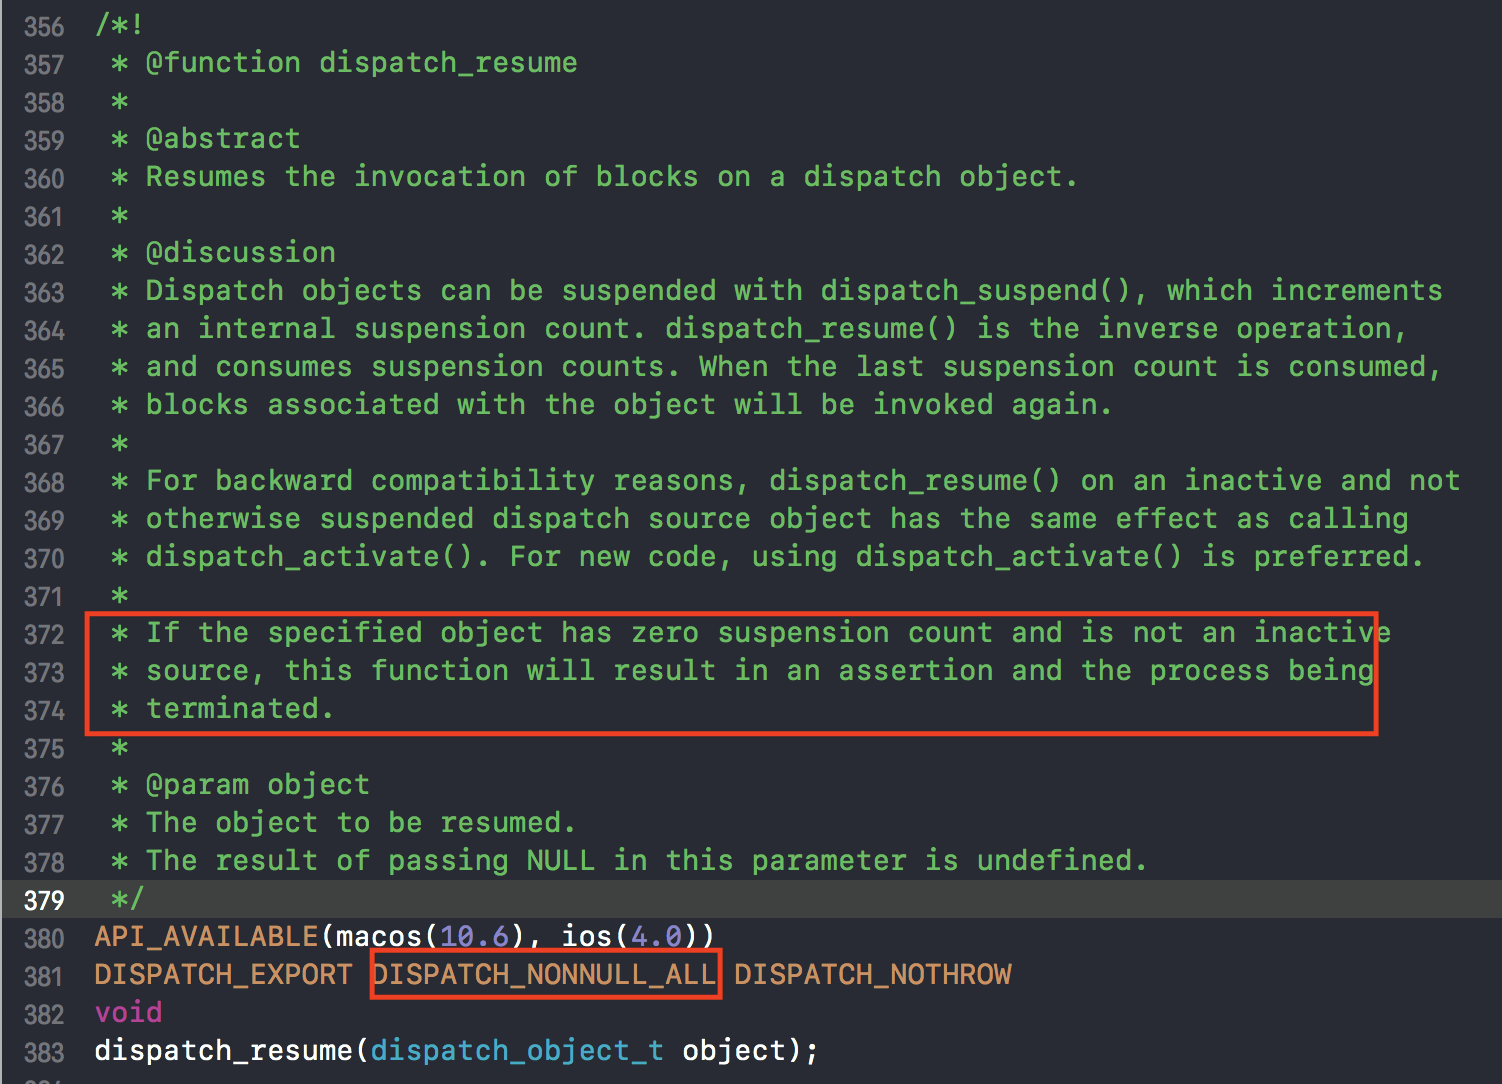 356 /*!
357 * @function dispatch_resume
358 *
359 * @abstract
360 * Resumes the invocation of blocks on a dispatch object.
361 *
362 * @discussion
363 * Dispatch objects can be suspended with dispatch_suspend(), which increments
364 * an internal suspension count. dispatch_resume() is the inverse operation,
365 * and consumes suspension counts. When the last suspension count is consumed,
366 * blocks associated with the object will be invoked again.
367 *
368 * For backward compatibility reasons, dispatch_resume() on an inactive and not
369 * otherwise suspended dispatch source object has the same effect as calling
370 * dispatch_activate(). For new code, using dispatch_activate() is preferred.
371 *
372 * If the specified object has zero suspension count and is not an inactive
373 * source, this function will result in an assertion and the process being
374 * terminated.
375 *
376 * @param object
377 * The object to be resumed.
378 * The result of passing NULL in this parameter is undefined.
379 */
380 API_AVAILABLE(macos(10.6), ios(4.0))
381 DISPATCH_EXPORT DISPATCH_NONNULL_ALL DISPATCH_NOTHROW
382 void
383 dispatch_resume(dispatch_object_t object);